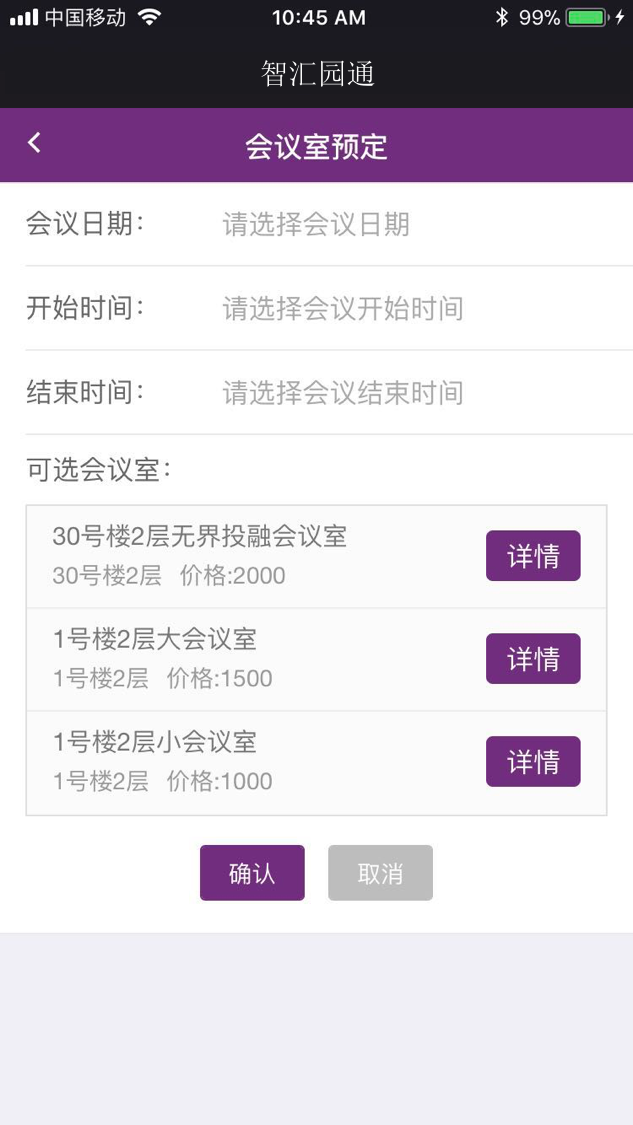 中国移动 10:45 AM 99%
智汇园通
会议室预定
会议日期： 请选择会议日期
开始时间： 请选择会议开始时间
结束时间： 请选择会议结束时间
可选会议室：
30号楼2层无界投融会议室
30号楼2层 价格:2000
详情
1号楼2层大会议室
1号楼2层 价格:1500
详情
1号楼2层小会议室
1号楼2层 价格:1000
详情
确认 取消